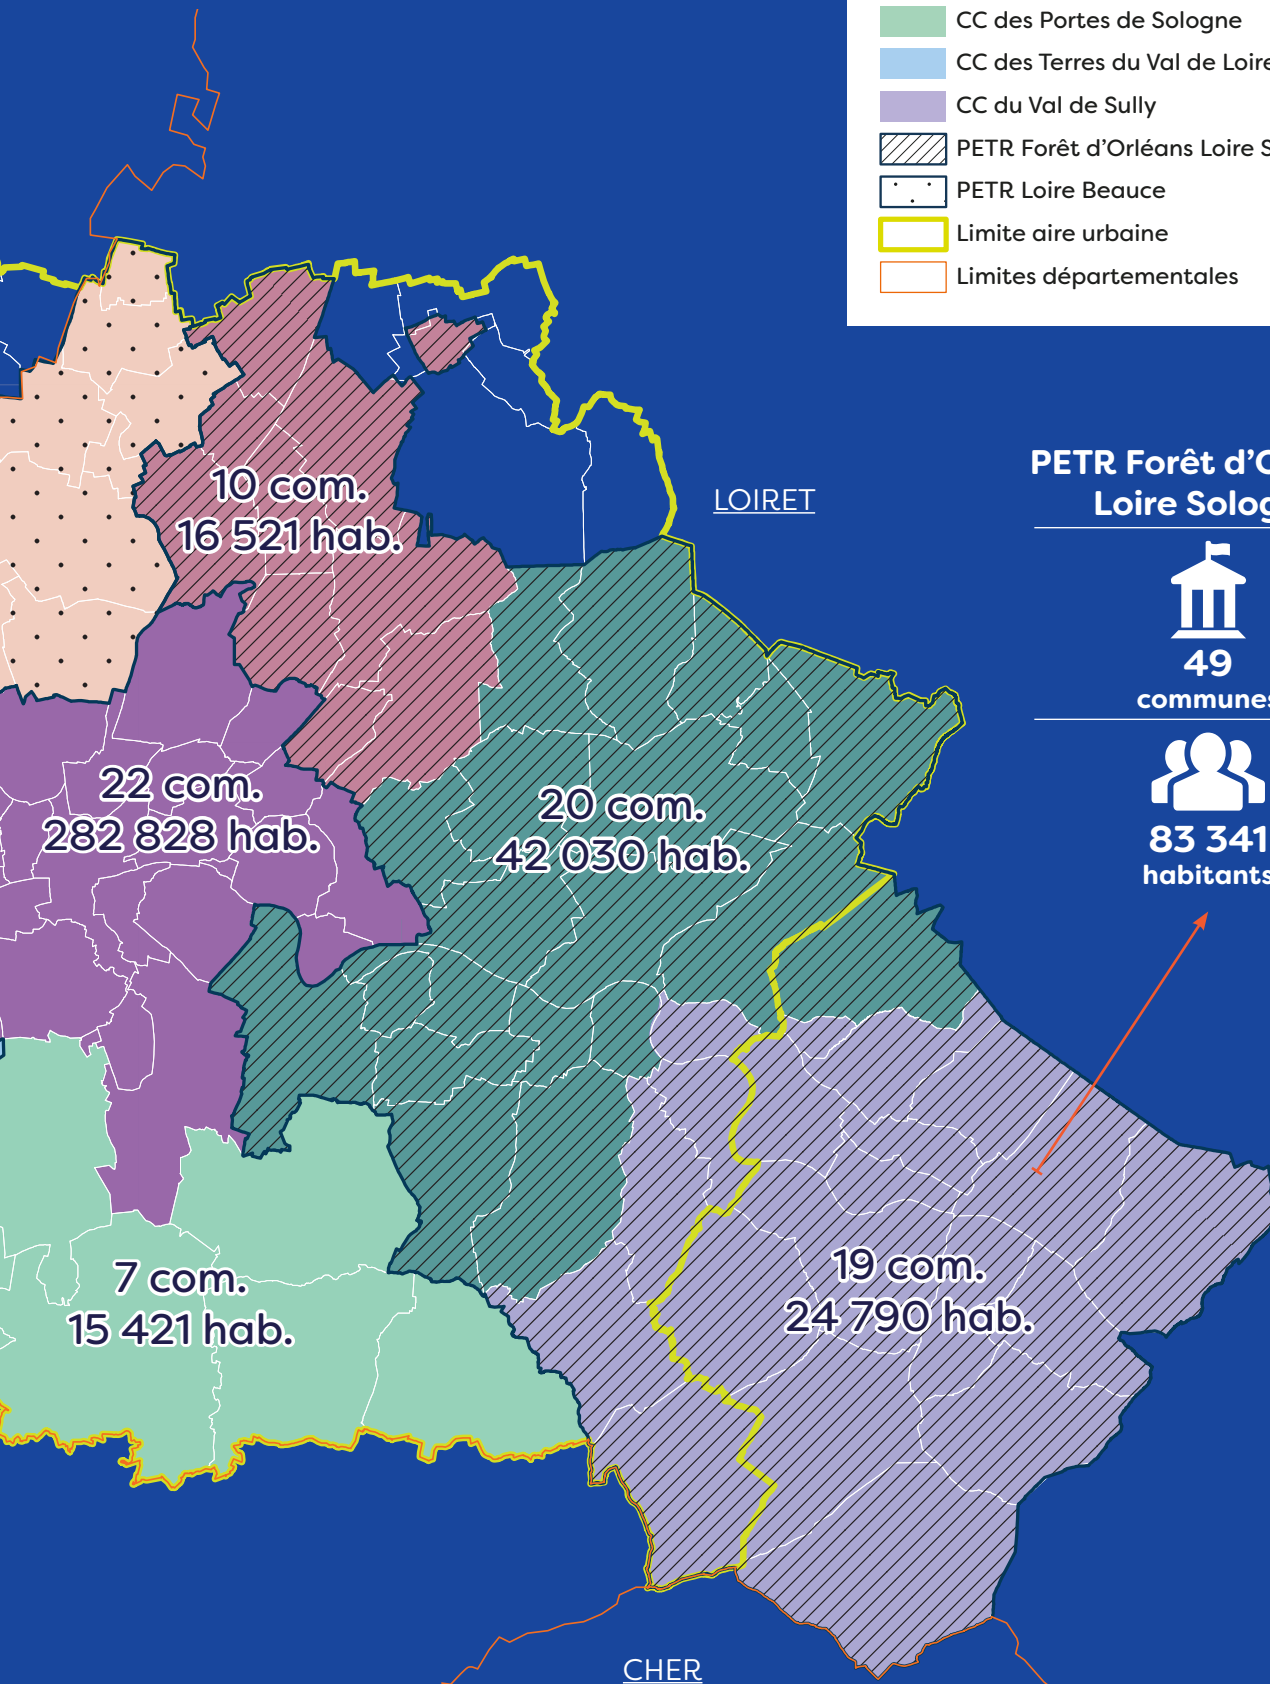 CC des Portes de Sologne
CC des Terres du Val de Loire
CC du Val de Sully
PETR Forêt d'Orléans Loire S
PETR Loire Beauce
Limite aire urbaine
Limites départementales
LOIRET
PETR Forêt d'O
Loire Solog
49
communes
83 341
habitants
10 com.
16 521 hab.
22 com.
282 828 hab.
20 com.
42 030 hab.
7 com.
15 421 hab.
19 com.
24 790 hab.
CHER